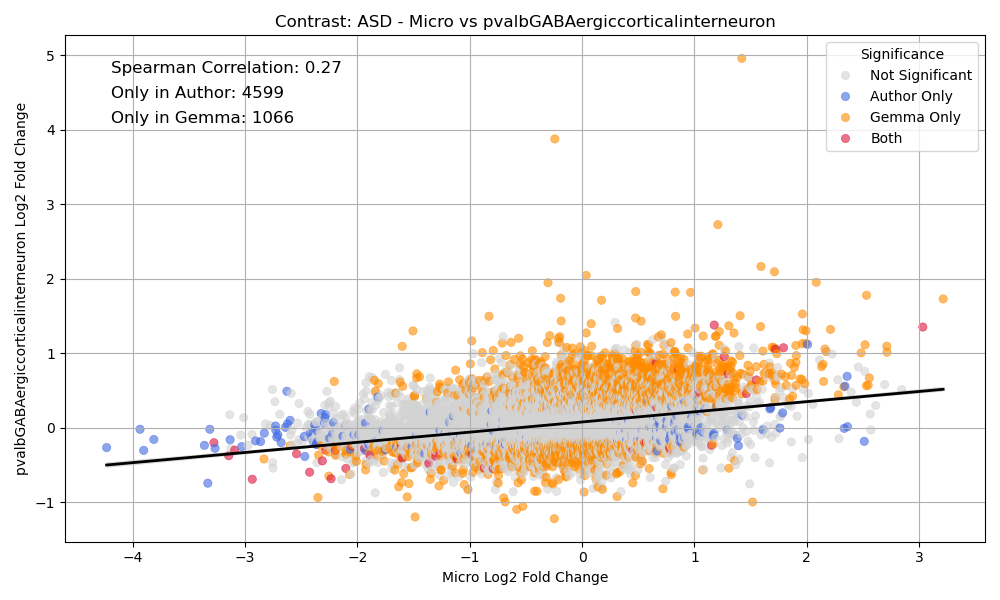 Contrast: ASD - Micro vs pvalbGABAergiccorticalinterneuron
Spearman Correlation: 0.27
Only in Author: 4599
Only in Gemma: 1066
Significance
Not Significant
Author Only
Gemma Only
Both
pvalbGABAergiccorticalinterneuron Log2 Fold Change
5
4
3
2
1
0
−1
−4
−3
−2
−1
0
1
2
3
Micro Log2 Fold Change